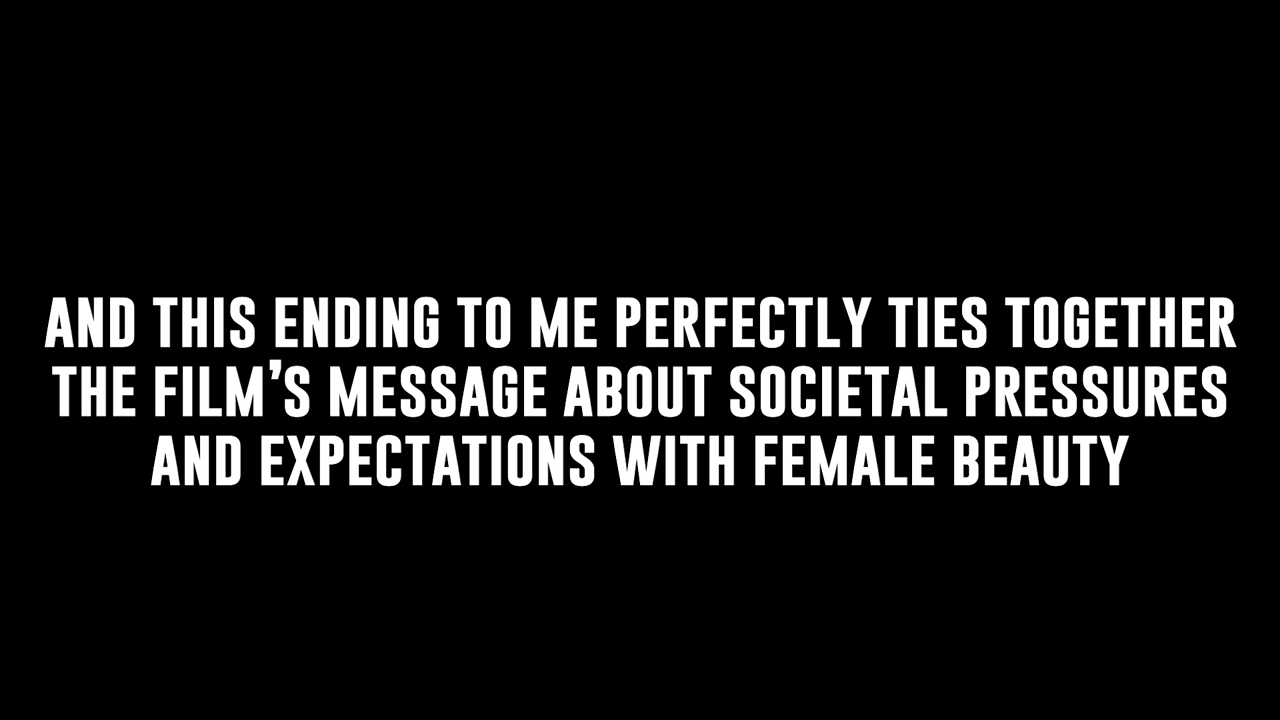 AND THIS ENDING TO ME PERFECTLY TIES TOGETHER
THE FILM’S MESSAGE ABOUT SOCIETAL PRESSURES
AND EXPECTATIONS WITH FEMALE BEAUTY